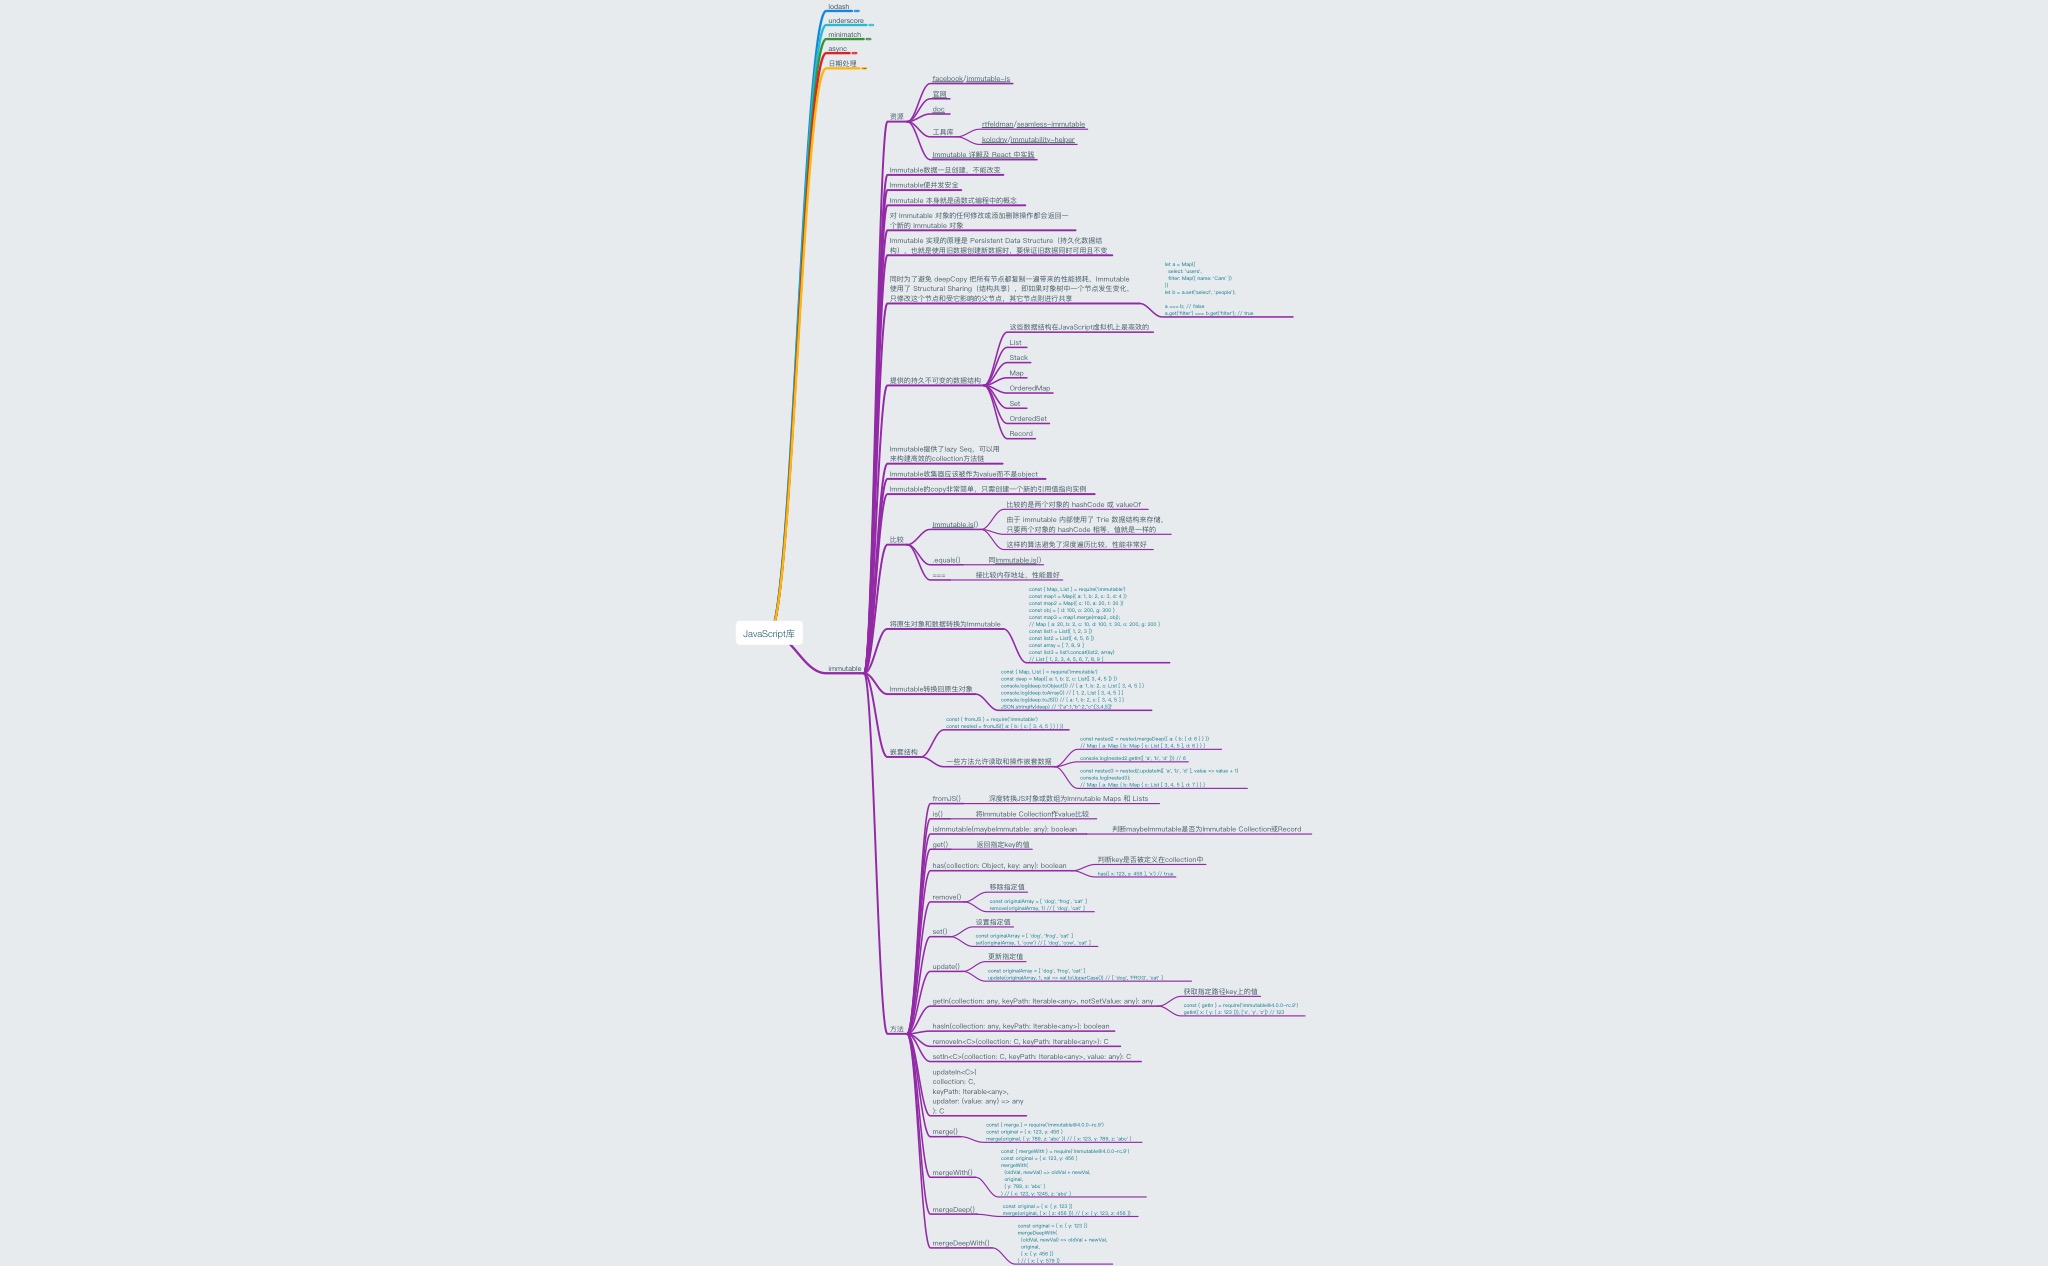 lodash
underscore
minimatch
async
日期处理
JavaScript库
immutable
资源
facebook/immutable-js
官网
doc
工具库
rtfeldman/seamless-immutable
kolodny/immutability-helper
Immutable 详解及 React 中实践
Immutable数据一旦创建，不能改变
Immutable使并发安全
Immutable 本身就是函数式编程中的概念
对 Immutable 对象的任何修改或添加删除操作都会返回一
个新的 Immutable 对象
Immutable 实现的原理是 Persistent Data Structure（持久化数据结
构），也就是使用旧数据创建新数据时，要保证旧数据同时可用且不变
同时为了避免 deepCopy 把所有节点都复制一遍带来的性能损耗，Immutable
使用了 Structural Sharing（结构共享），即如果对象树中一个节点发生变化，
只修改这个节点和受它影响的父节点，其它节点则进行共享
let a = Map({
select: 'users',
filter: Map({ name: 'Cam' })
})
let b = a.set('select', 'people');
a === b; // false
a.get('filter') === b.get('filter'); // true
提供的持久不可变的数据结构
这些数据结构在JavaScript虚拟机上是高效的
List
Stack
Map
OrderedMap
Set
OrderedSet
Record
Immutable提供了lazy Seq，可以用
来构建高效的collection方法链
Immutable收集器应该被作为value而不是object
Immutable的copy非常简单，只需创建一个新的引用值指向实例
比较
Immutable.is()
比较的是两个对象的 hashCode 或 valueOf
由于 immutable 内部使用了 Trie 数据结构来存储，
只要两个对象的 hashCode 相等，值就是一样的
这样的算法避免了深度遍历比较，性能非常好
.equals()
同Immutable.is()
===
接比较内存地址，性能最好
将原生对象和数据转换为Immutable
const { Map, List } = require('immutable')
const map1 = Map({ a: 1, b: 2, c: 3, d: 4 })
const map2 = Map({ c: 10, a: 20, t: 30 })
const obj = { d: 100, o: 200, g: 300 }
const map3 = map1.merge(map2, obj);
// Map { a: 20, b: 2, c: 10, d: 100, t: 30, o: 200, g: 300 }
const list1 = List([ 1, 2, 3 ])
const list2 = List([ 4, 5, 6 ])
const array = [ 7, 8, 9 ]
const list3 = list1.concat(list2, array)
// List [ 1, 2, 3, 4, 5, 6, 7, 8, 9 ]
Immutable转换回原生对象
const { Map, List } = require('immutable')
const deep = Map({ a: 1, b: 2, c: List([ 3, 4, 5 ]) })
console.log(deep.toObject()) // { a: 1, b: 2, c: List [ 3, 4, 5 ] }
console.log(deep.toArray()) // [ 1, 2, List [ 3, 4, 5 ] ]
console.log(deep.toJS()) // { a: 1, b: 2, c: [ 3, 4, 5 ] }
JSON.stringify(deep) // '{"a":1,"b":2,"c":[3,4,5]}'
嵌套结构
const { fromJS } = require('immutable')
const nested = fromJS({ a: { b: { c: [ 3, 4, 5 ] } } })
一些方法允许读取和操作嵌套数据
const nested2 = nested.mergeDeep({ a: { b: { d: 6 } } })
// Map { a: Map { b: Map { c: List [ 3, 4, 5 ], d: 6 } } }
console.log(nested2.getIn([ 'a', 'b', 'd' ])) // 6
const nested3 = nested2.updateIn([ 'a', 'b', 'd' ], value => value + 1)
console.log(nested3);
// Map { a: Map { b: Map { c: List [ 3, 4, 5 ], d: 7 } } }
方法
fromJS()
深度转换JS对象或数组为Immutable Maps 和 Lists
is()
将Immutable Collection作value比较
isImmutable(maybeImmutable: any): boolean
判断maybeImmutable是否为Immutable Collection或Record
get()
返回指定key的值
has(collection: Object, key: any): boolean
判断key是否被定义在collection中
has({ x: 123, y: 456 }, 'x') // true
remove()
移除指定值
const originalArray = [ 'dog', 'frog', 'cat' ]
remove(originalArray, 1) // [ 'dog', 'cat' ]
set()
设置指定值
const originalArray = [ 'dog', 'frog', 'cat' ]
set(originalArray, 1, 'cow') // [ 'dog', 'cow', 'cat' ]
update()
更新指定值
const originalArray = [ 'dog', 'frog', 'cat' ]
update(originalArray, 1, val => val.toUpperCase()) // [ 'dog', 'FROG', 'cat' ]
getIn(collection: any, keyPath: Iterable<any>, notSetValue: any): any
获取指定路径key上的值
const { getIn } = require('immutable@4.0.0-rc.9')
getIn({ x: { y: { z: 123 }}}, ['x', 'y', 'z']) // 123
hasIn(collection: any, keyPath: Iterable<any>): boolean
removeIn<C>(collection: C, keyPath: Iterable<any>): C
setIn<C>(collection: C, keyPath: Iterable<any>, value: any): C
updateIn<C>(
collection: C,
keyPath: Iterable<any>,
updater: (value: any) => any
): C
merge()
const { merge } = require('immutable@4.0.0-rc.9')
const original = { x: 123, y: 456 }
merge(original, { y: 789, z: 'abc' }) // { x: 123, y: 789, z: 'abc' }
mergeWith()
const { mergeWith } = require('immutable@4.0.0-rc.9')
const original = { x: 123, y: 456 }
mergeWith(
(oldVal, newVal) => oldVal + newVal,
original,
{ y: 789, z: 'abc' }
) // { x: 123, y: 1245, z: 'abc' }
mergeDeep()
const original = { x: { y: 123 }}
merge(original, { x: { z: 456 }}) // { x: { y: 123, z: 456 }}
mergeDeepWith()
const original = { x: { y: 123 }}
mergeDeepWith(
(oldVal, newVal) => oldVal + newVal,
original,
{ x: { y: 456 }}
) // { x: { y: 579 }}